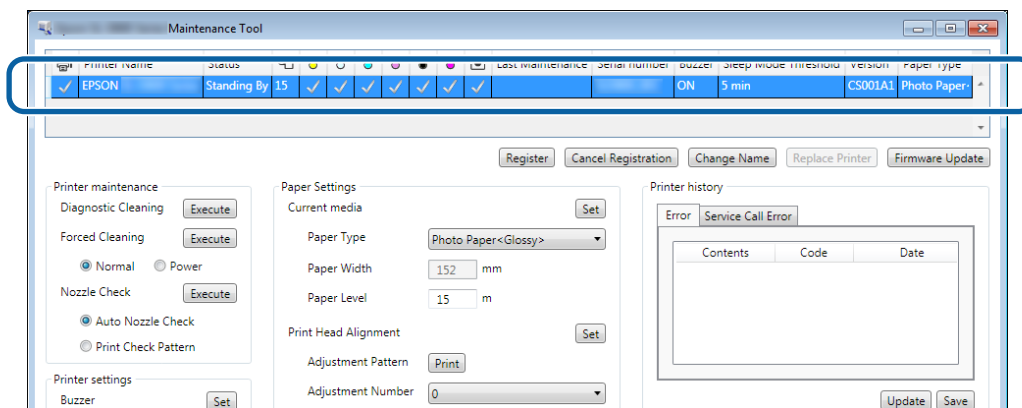 Maintenance Tool
Printer Name Status Last Maintenance Serial number Buzzer Sleep Mode Threshold Version Paper Type
EPSON Standing By 15 ON 5 min CS001A1 Photo Paper
Register Cancel Registration Change Name Replace Printer Firmware Update
Printer maintenance Paper Settings Printer history
Diagnostic Cleaning Execute Current media Set Error Service Call Error
Forced Cleaning Execute Paper Type Photo Paper<Glossy>
Contents Code Date
Normal Power Paper Width 152 mm
Nozzle Check Execute Paper Level 15 m
Auto Nozzle Check
Print Head Alignment Set
Print Check Pattern
Adjustment Pattern Print
Printer settings
Adjustment Number 0
Buzzer Set Update Save